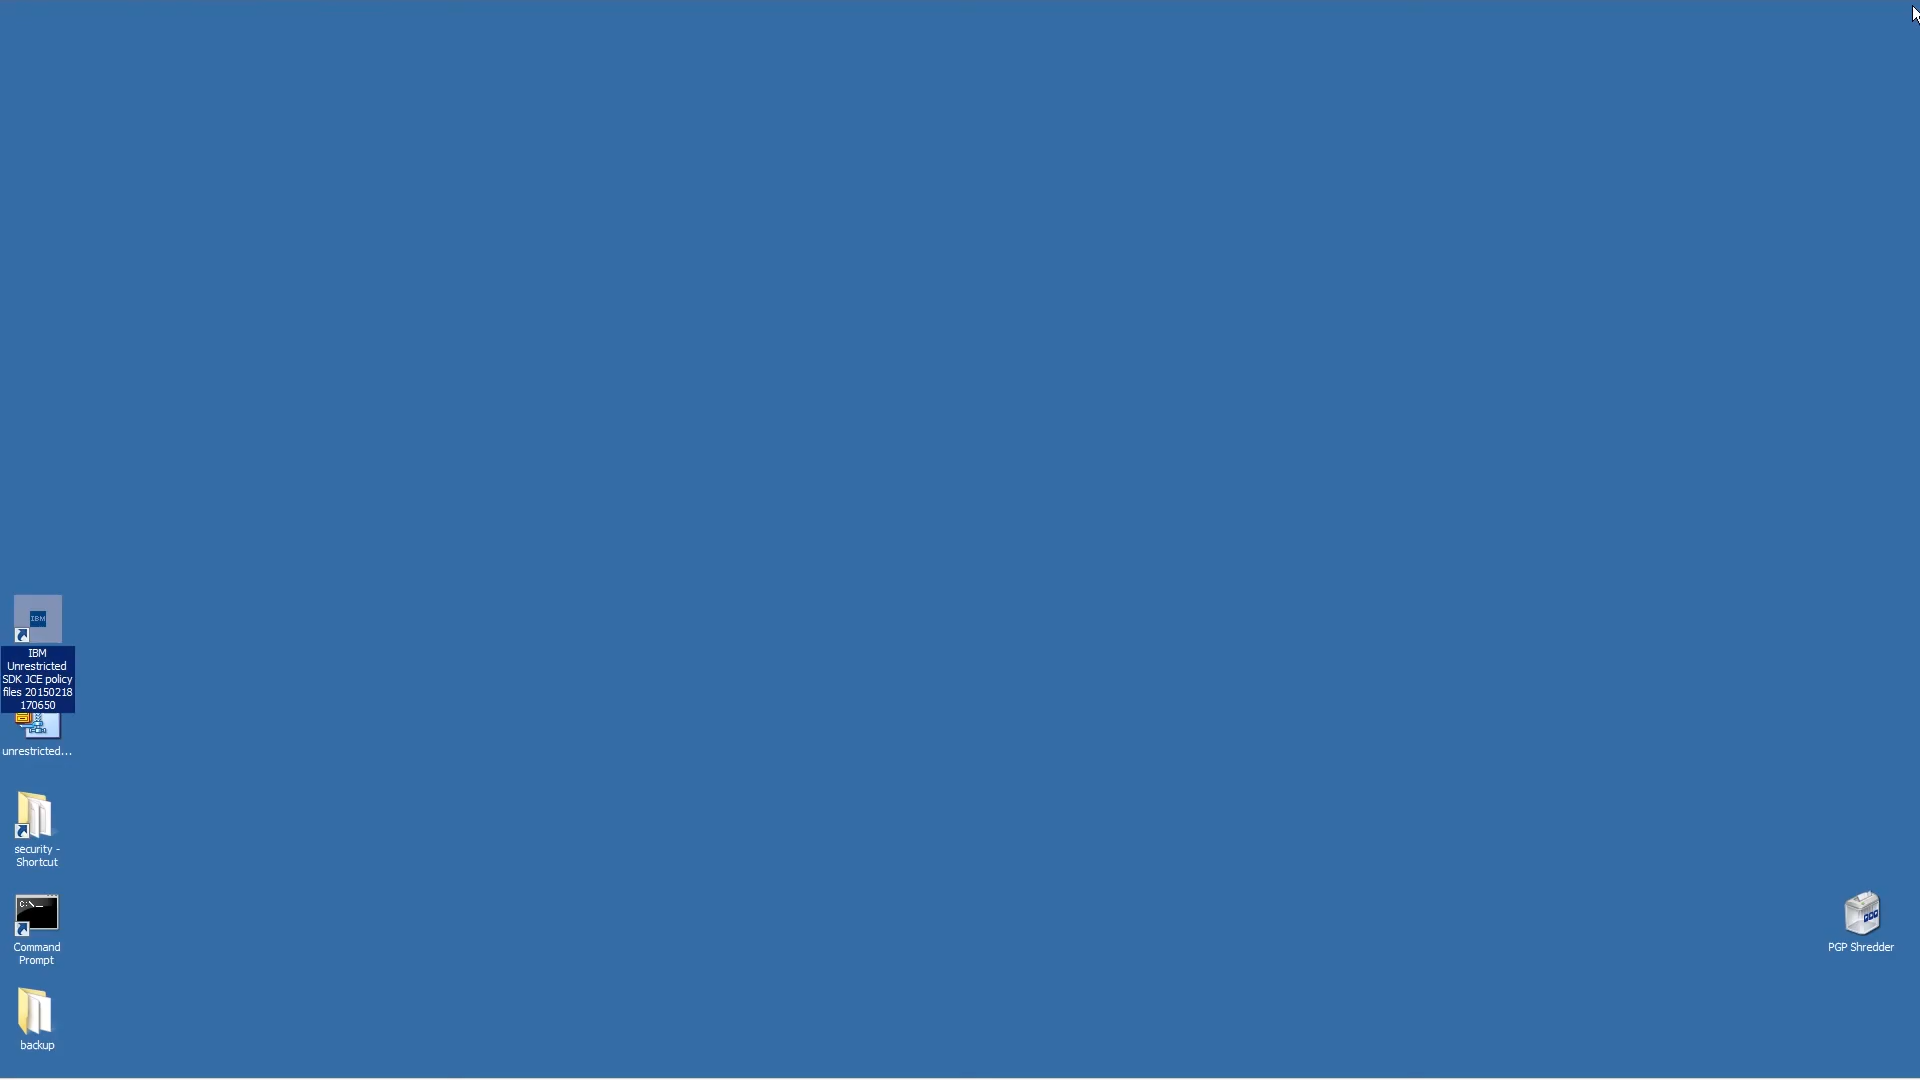 IBM
IBM
Unrestricted
SDK JCE policy
files 20150218
170650
unrestricted...
security -
Shortcut
C:\._
Command
Prompt
backup
PGP Shredder